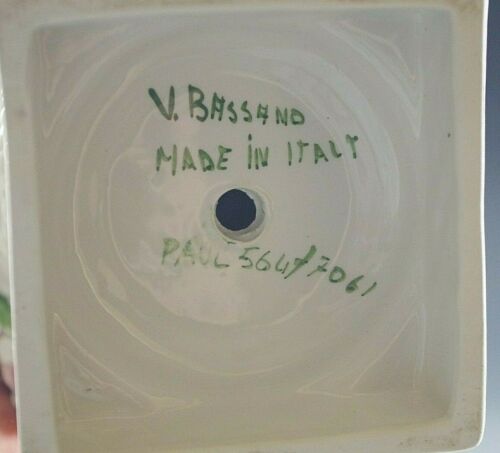 V. BASSANO
MADE iN ITALY
PAUL 564/7061